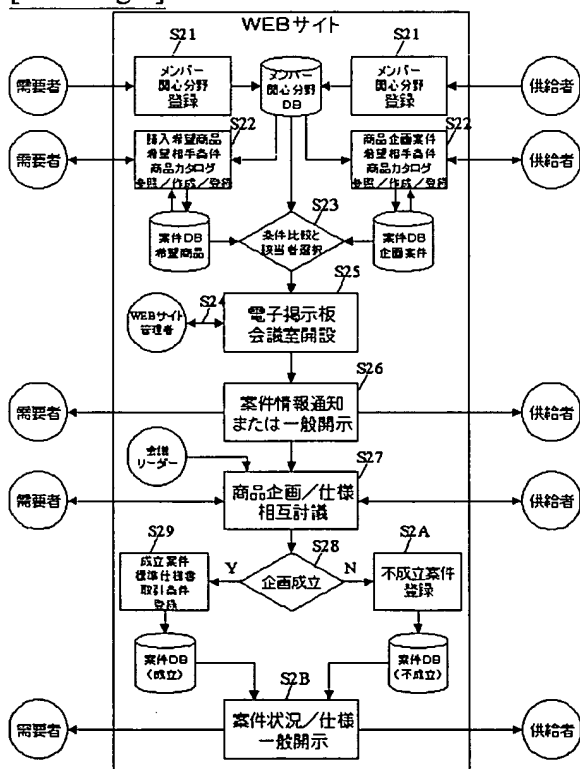 WEBサイト
S21
S21
需要者
メンバー
関心分野
登録
メンバー
関心分野
DB
メンバー
関心分野
登録
供給者
S22
S22
需要者
購入希望商品
希望相手条件
商品カタログ
参照／作成／登録
商品企画案件
希望相手条件
商品カタログ
参照／作成／登録
供給者
S23
案件DB
希望商品
条件比較と
該当者選択
案件DB
企画案件
S25
WEBサイト
管理者
S24
電子掲示板
会議室開設
S26
需要者
案件情報通知
または一般開示
供給者
会議
リーダー
S27
需要者
商品企画／仕様
相互討議
供給者
S29
S28
S2A
成立案件
標準仕様書
取引条件
登録
Y
企画成立
N
不成立案件
登録
案件DB
（成立）
案件DB
（不成立）
S2B
需要者
案件状況／仕様
一般開示
供給者